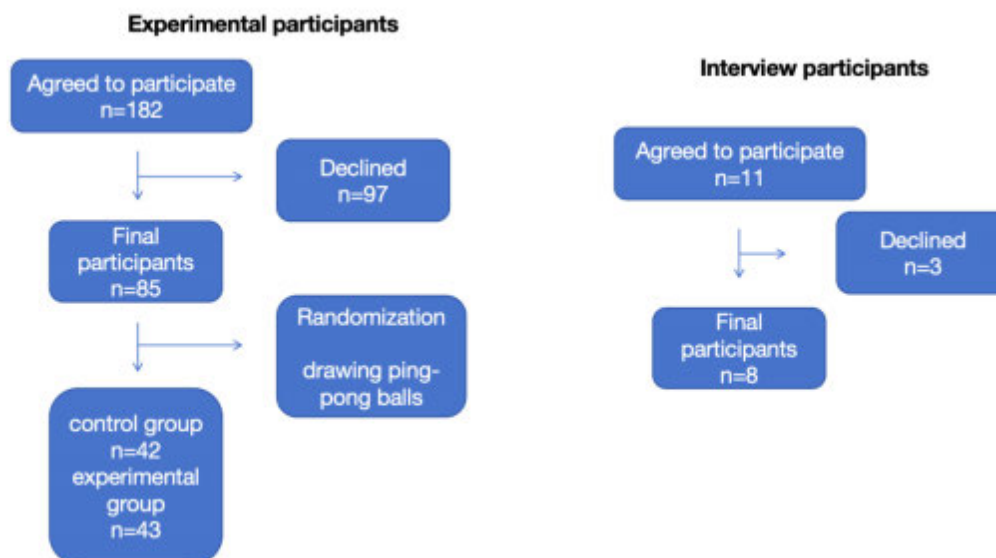 Experimental participants
Agreed to participate
n=182
Declined
n=97
Final
participants
n=85
Randomization
drawing ping-
pong balls
control group
n=42
experimental
group
n=43
Interview participants
Agreed to participate
n=11
Declined
n=3
Final
participants
n=8